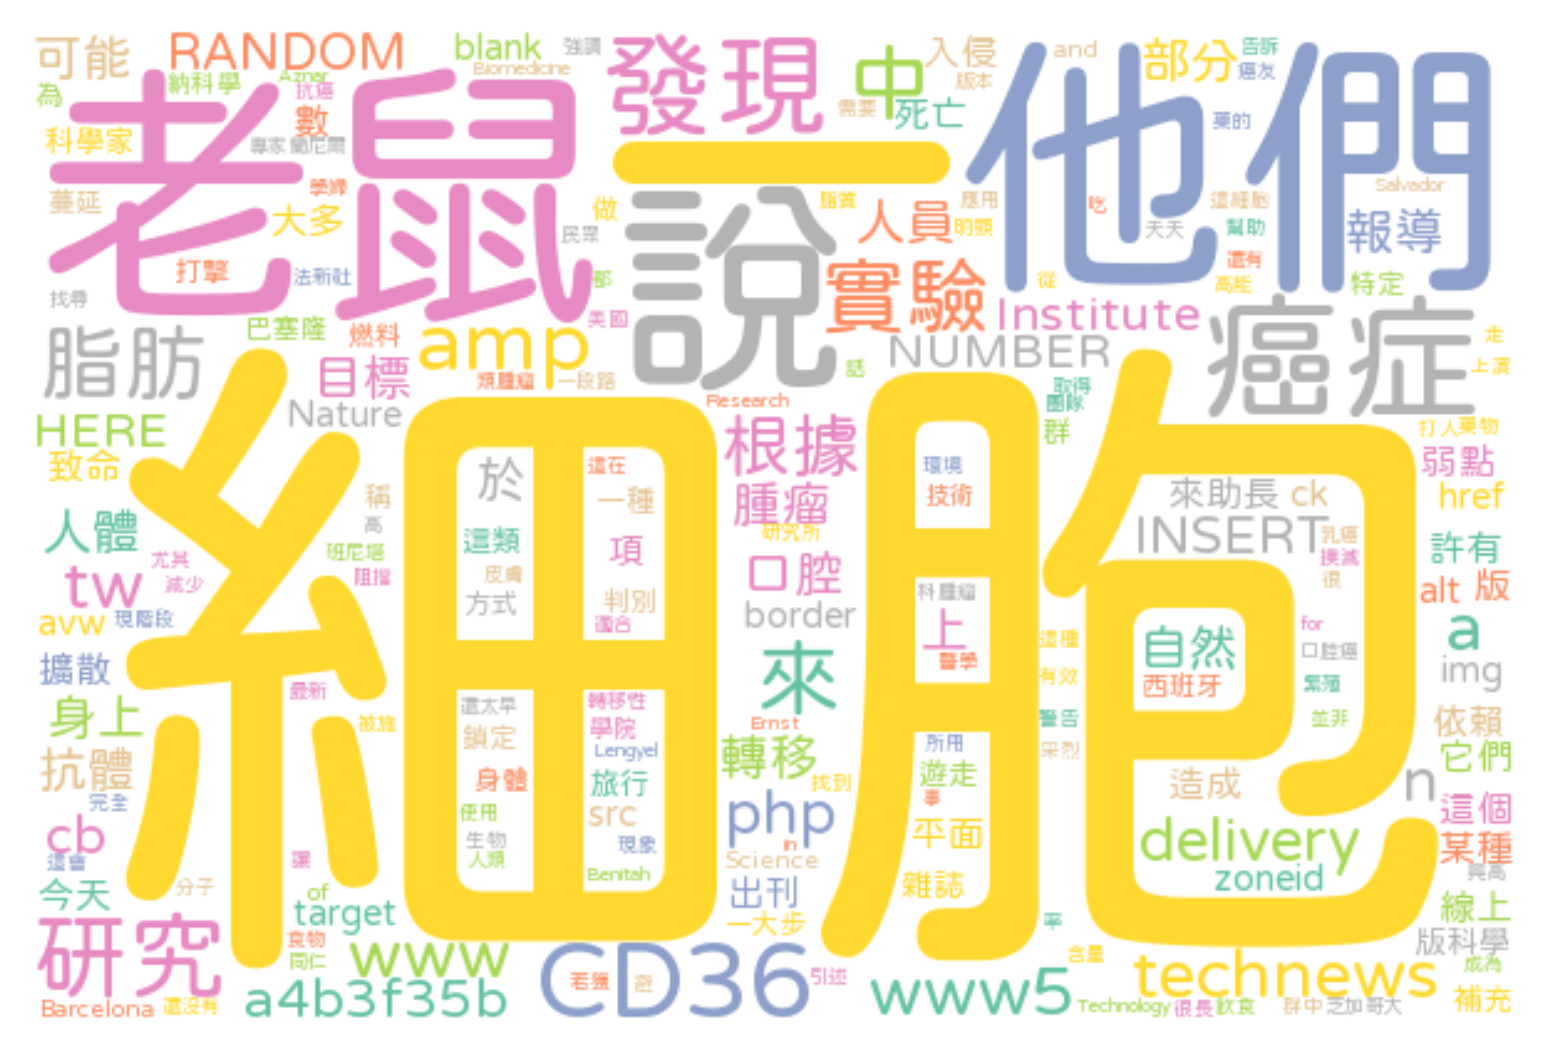 可能 RANDOM blank 強調 發現 中 入侵 and 部分 告訴
為 納科學 Aznar 抗癌 Biomedicine 需要 死亡 版本 癌友
科學家 數 專家 蘭尼爾 老鼠 一 他們 藥的
蔓延 學婦 大多 做 脂質 人員 應用 明顯 吃 這細胞 Salvador
打擊 法新社 民眾 說 天天 幫助 報導
找尋 都 實驗 從 還有 高能 特定
脂肪 巴塞隆 燃料 amp 美國 Institute 癌症 走
目標 類腫瘤 一段路 話 NUMBER 取得 上演
HERE Nature Research 根據 團隊 群 打人 藥物
致命 細胞 於 這在 腫瘤 環境 來助長 ck 弱點
人體 稱 高 一種 研究所 技術 INSERT 乳癌 href
尤其 班尼塔 這類 項 口腔 撲滅 很 許有
tw 減少 阻擋 皮膚 方式 判別 適合 border 科腫瘤 上 醫學 alt 版
avw 現階段 這種 自然 for 口腔癌 a
擴散 最新 來 有效 西班牙 繁殖 img
身上 被施 還太早 轉移性 學院 Ernst 警告 並非 依賴
抗體 鎖定 Lengyel 轉移 所用 它們
完全 身體 旅行 找到 遊走 造成 n 這個
cb 使用 src php 事 平面 delivery 某種
這會 讓 生物 人類 現象 in Science zoneid 興高
今天 分子 of Benitah 出刊 雜誌 線上
研究 target 一大步 率 版科學
食物 同仁 www CD36 含量 technews 成為
Barcelona 還沒有 a4b3f35b 若獲 引述 www5 Technology 很長 飲食 群中 芝加哥大 補充